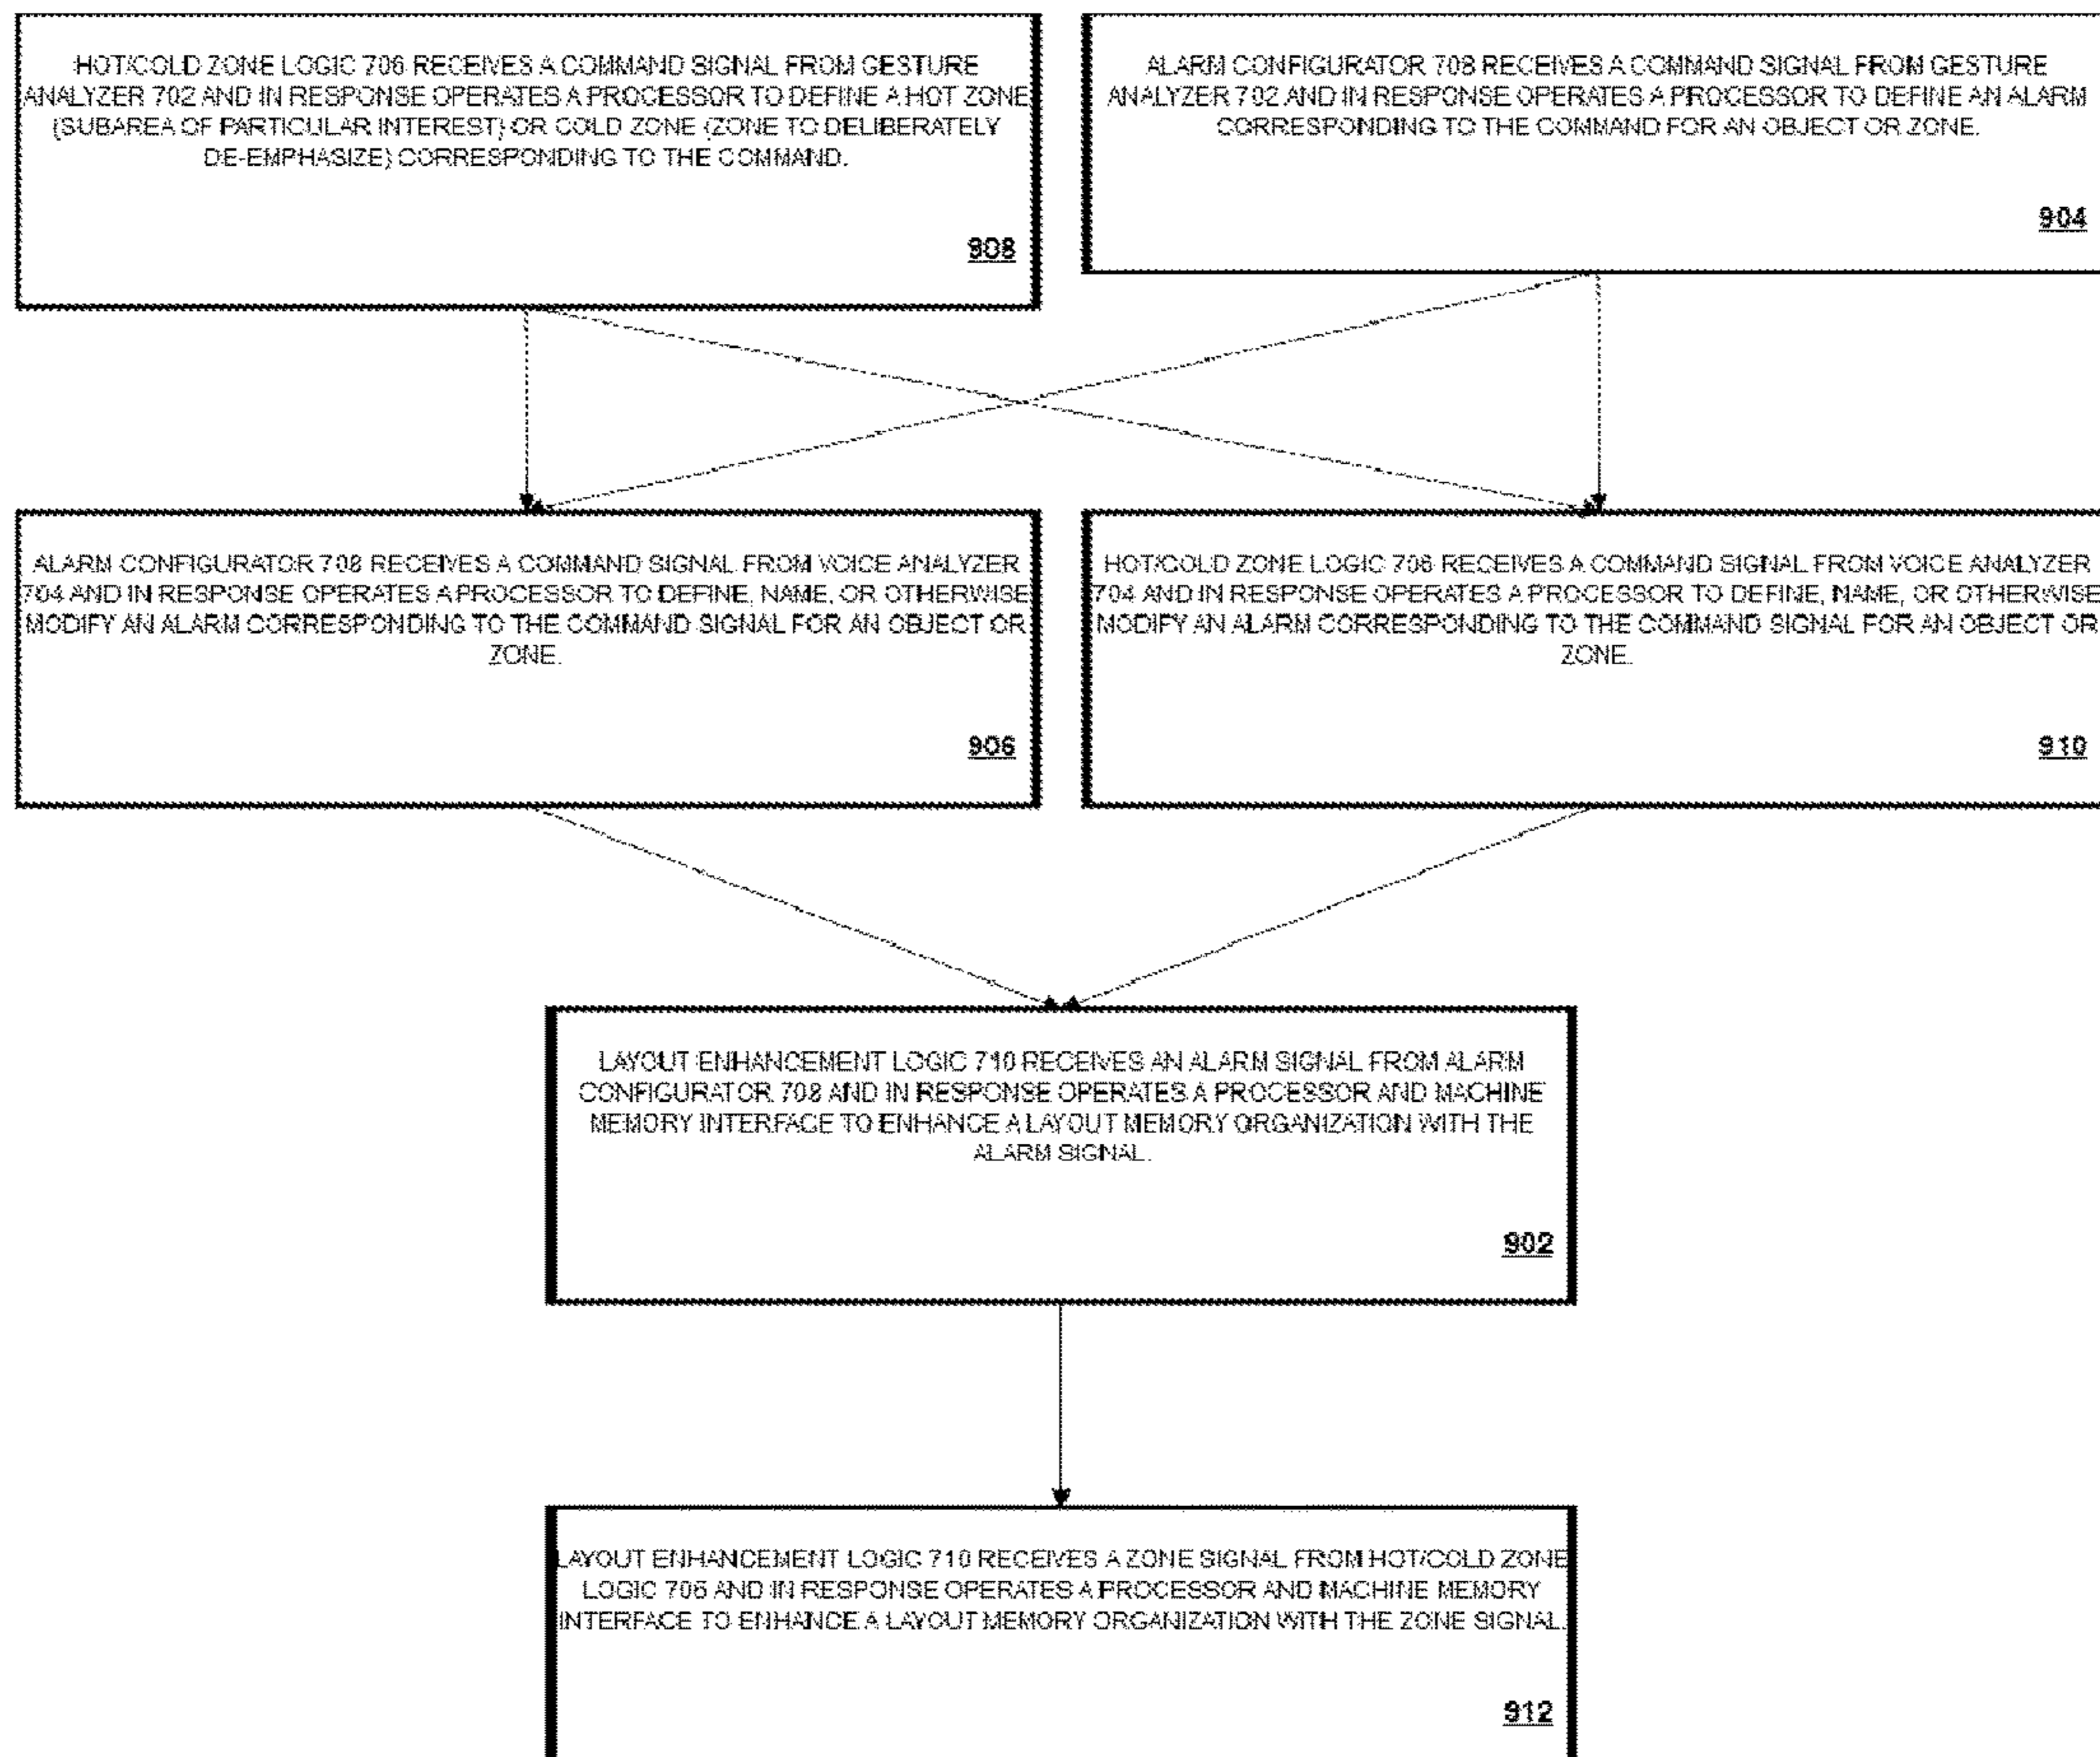 HOT/COLD ZONE LOGIC 706 RECEIVES A COMMAND SIGNAL FROM GESTURE
ANALYZER 702 AND IN RESPONSE OPERATES A PROCESSOR TO DEFINE A HOT ZONE
(SUBAREA OF PARTICULAR INTEREST) OR COLD ZONE (ZONE TO DELIBERATELY
DE-EMPHASIZE) CORRESPONDING TO THE COMMAND.
908
ALARM CONFIGURATOR 708 RECEIVES A COMMAND SIGNAL FROM GESTURE
ANALYZER 702 AND IN RESPONSE OPERATES A PROCESSOR TO DEFINE AN ALARM
CORRESPONDING TO THE COMMAND FOR AN OBJECT OR ZONE.
904
ALARM CONFIGURATOR 708 RECEIVES A COMMAND SIGNAL FROM VOICE ANALYZER
704 AND IN RESPONSE OPERATES A PROCESSOR TO DEFINE, NAME, OR OTHERWISE
MODIFY AN ALARM CORRESPONDING TO THE COMMAND SIGNAL FOR AN OBJECT OR
ZONE.
906
HOT/COLD ZONE LOGIC 706 RECEIVES A COMMAND SIGNAL FROM VOICE ANALYZER
704 AND IN RESPONSE OPERATES A PROCESSOR TO DEFINE, NAME, OR OTHERWISE
MODIFY AN ALARM CORRESPONDING TO THE COMMAND SIGNAL FOR AN OBJECT OR
ZONE.
910
LAYOUT ENHANCEMENT LOGIC 710 RECEIVES AN ALARM SIGNAL FROM ALARM
CONFIGURATOR 708 AND IN RESPONSE OPERATES A PROCESSOR AND MACHINE
MEMORY INTERFACE TO ENHANCE A LAYOUT MEMORY ORGANIZATION WITH THE
ALARM SIGNAL.
902
LAYOUT ENHANCEMENT LOGIC 710 RECEIVES A ZONE SIGNAL FROM HOT/COLD ZONE
LOGIC 706 AND IN RESPONSE OPERATES A PROCESSOR AND MACHINE MEMORY
INTERFACE TO ENHANCE A LAYOUT MEMORY ORGANIZATION WITH THE ZONE SIGNAL.
912